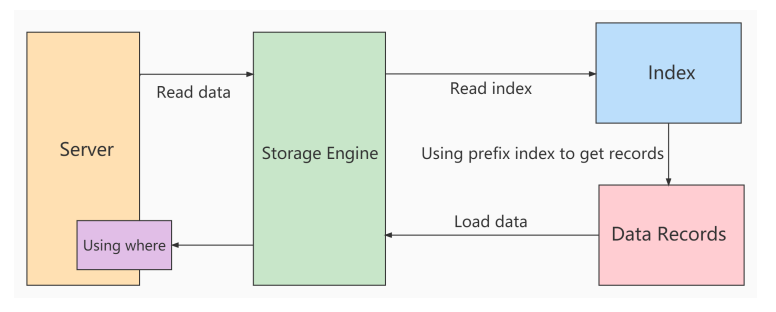 Server
Read data
Storage Engine
Read index
Index
Using prefix index to get records
Data Records
Load data
Using where